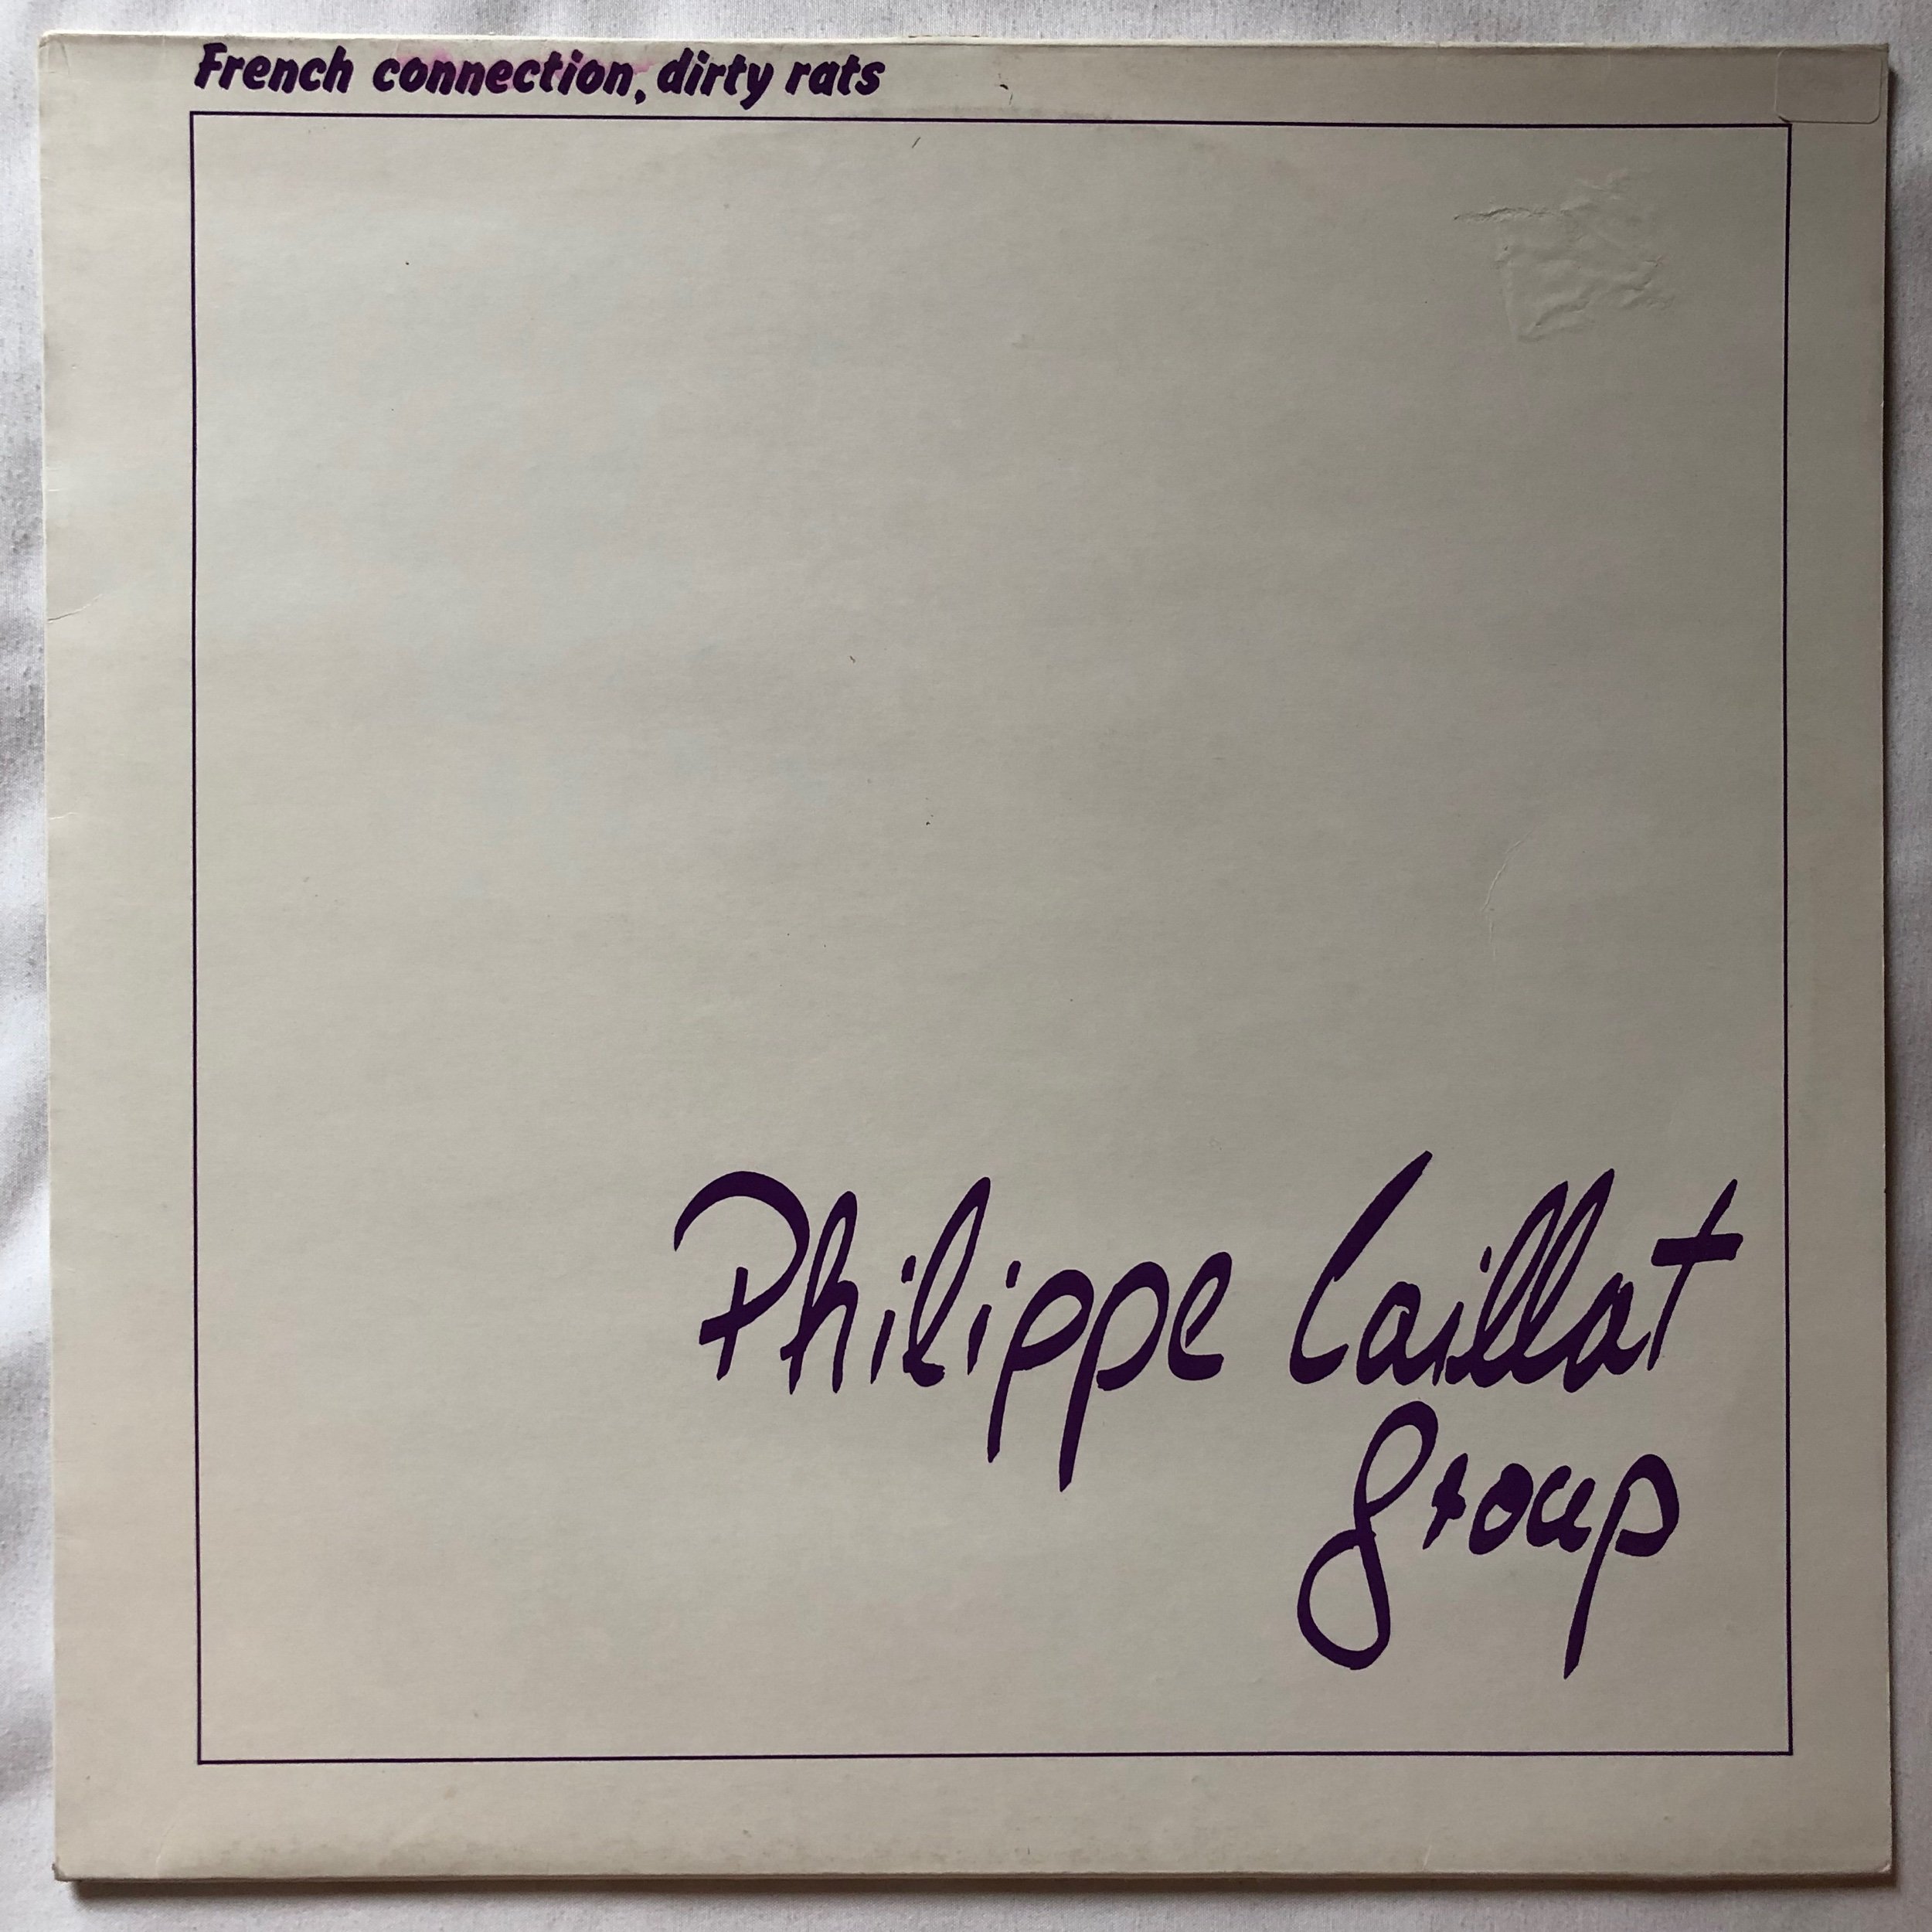 French connection, dirty rats
Philippe Caillat
group